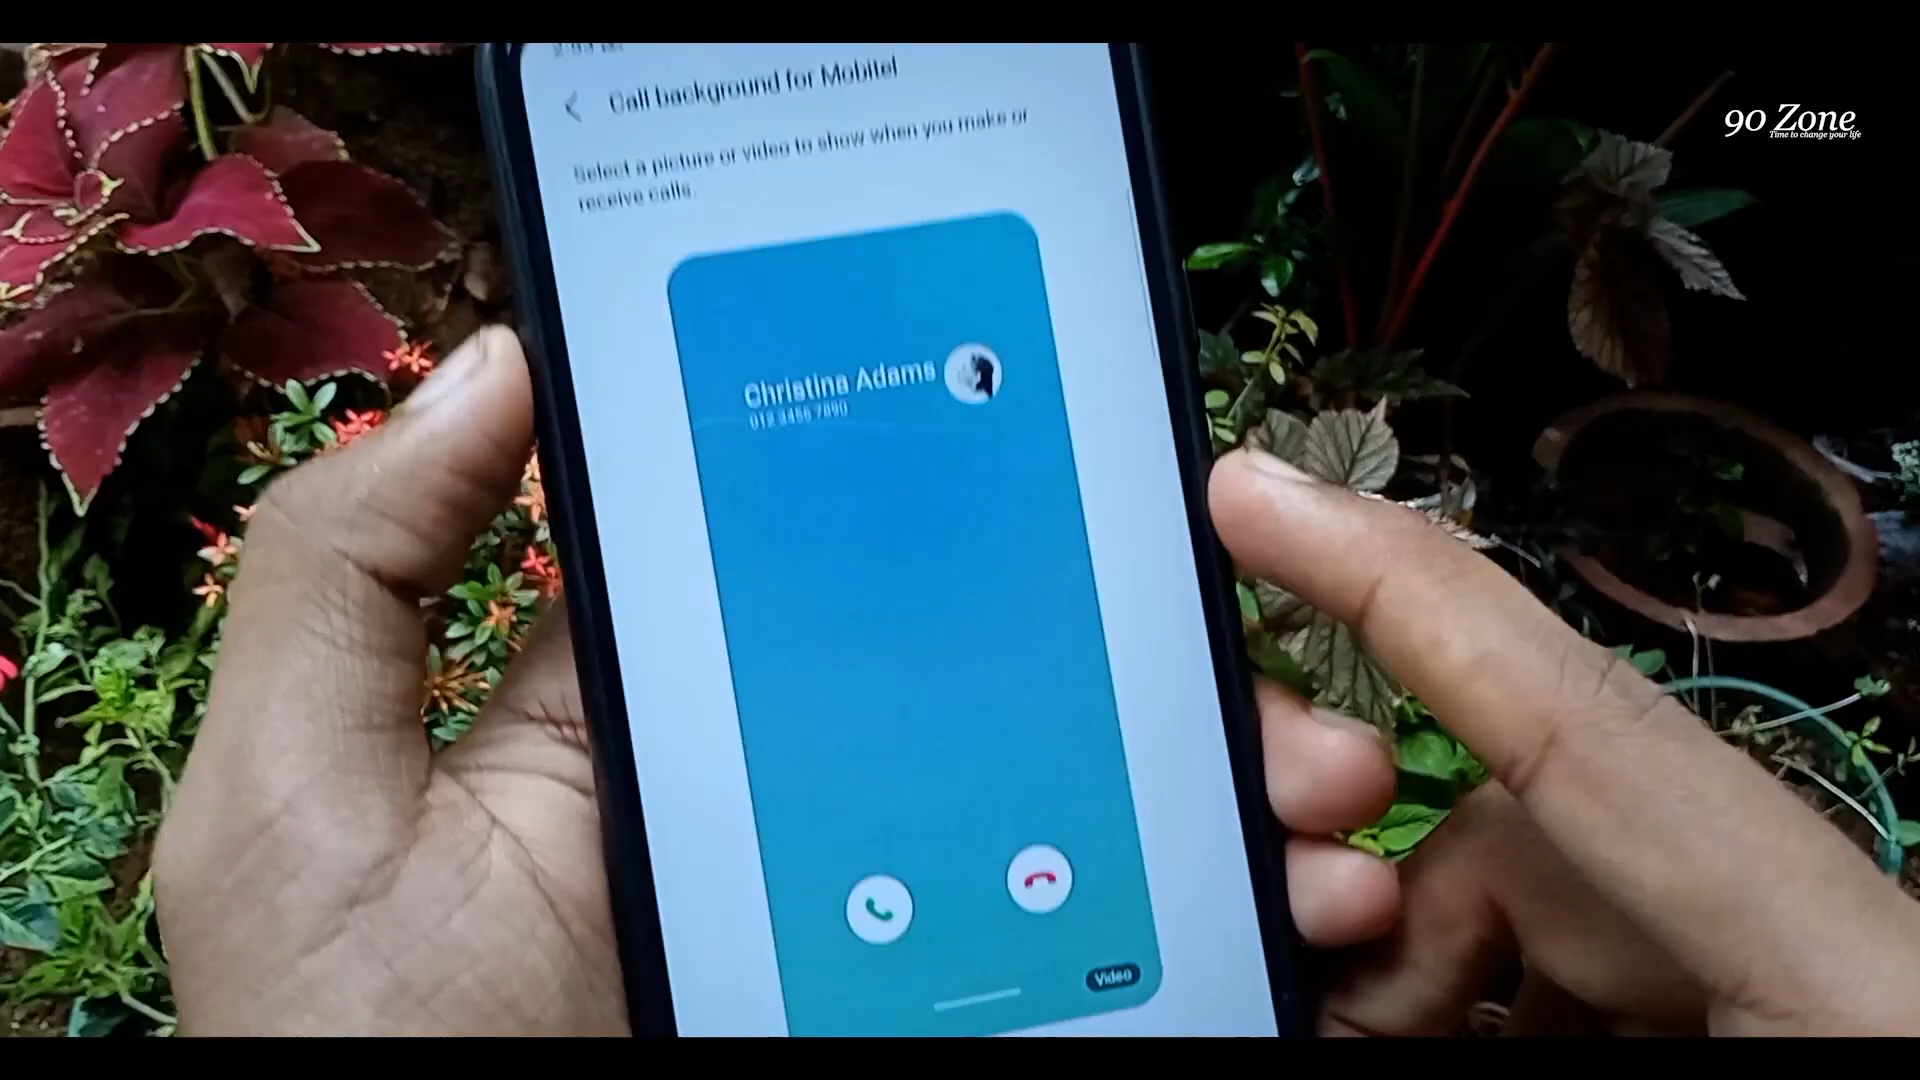 Call background for Mobitel
Select a picture or video to show when you make or
receive calls.
Christina Adams
012 3456 7890
Video
90 Zone
Time to change your life